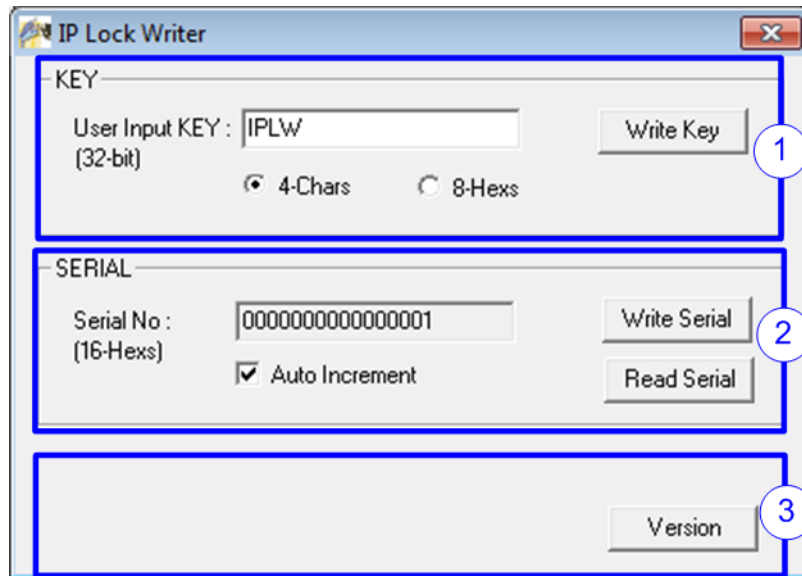 IP Lock Writer
KEY
User Input KEY : IPLW Write Key
(32-bit)
4-Chars 8-Hexs
1
SERIAL
Serial No : 0000000000000001 Write Serial
(16-Hexs)
Auto Increment Read Serial
2
Version
3